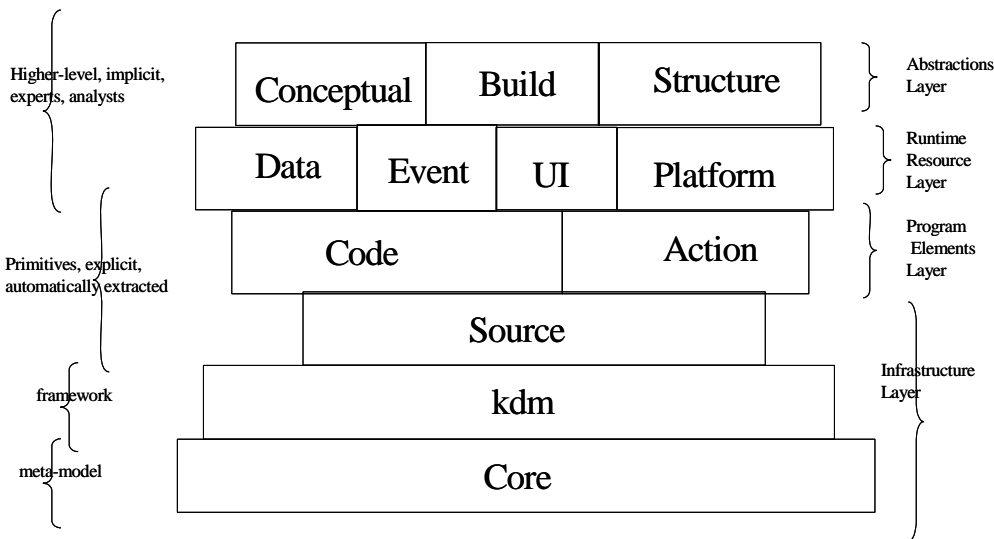 Higher-level, implicit,
experts, analysts
Conceptual
Build
Structure
Abstractions
Layer
Data
Event
UI
Platform
Runtime
Resource
Layer
Primitives, explicit,
automatically extracted
Code
Action
Program
Elements
Layer
Source
framework
kdm
Infrastructure
Layer
meta-model
Core